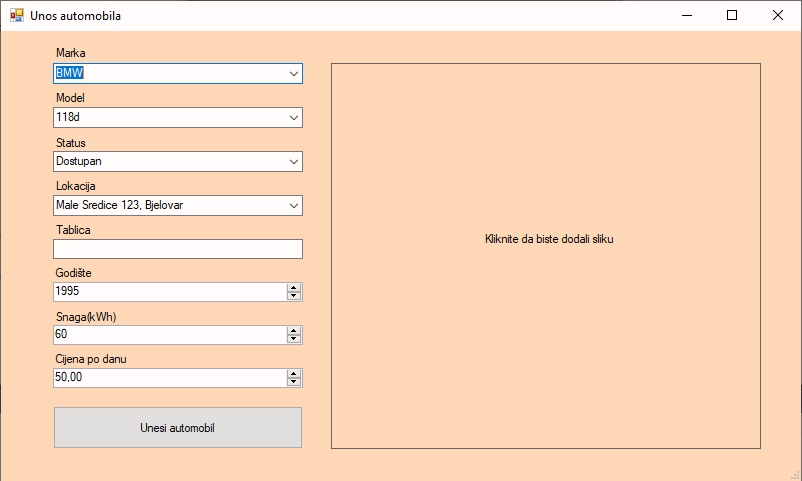 Unos automobila
Marka
BMW
Model
118d
Status
Dostupan
Lokacija
Male Sredice 123, Bjelovar
Tablica
Godište
1995
Snaga(kWh)
60
Cijena po danu
50,00
Unesi automobil
Kliknite da biste dodali sliku